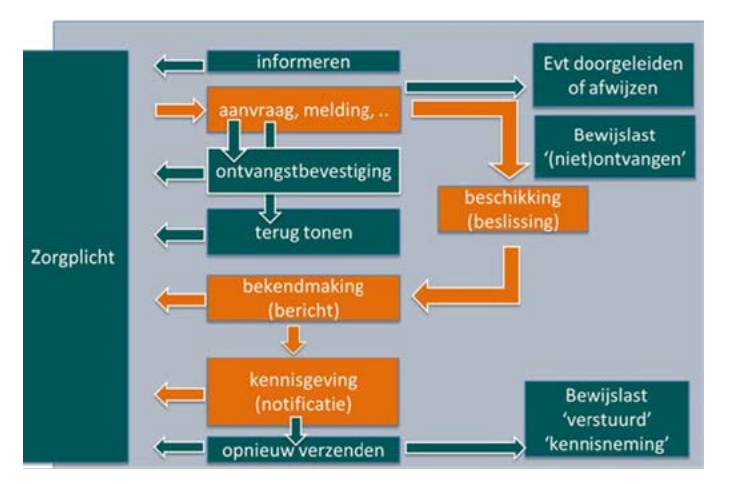 Zorgplicht
informeren
aanvraag, melding, ..
ontvangstbevestiging
terug tonen
bekendmaking
(bericht)
kennisgeving
(notificatie)
opnieuw verzenden
beschikking
(beslissing)
Evt doorgeleiden
of afwijzen
Bewijslast
‘(niet)ontvangen’
Bewijslast
‘verstuurd’
‘kennisneming’